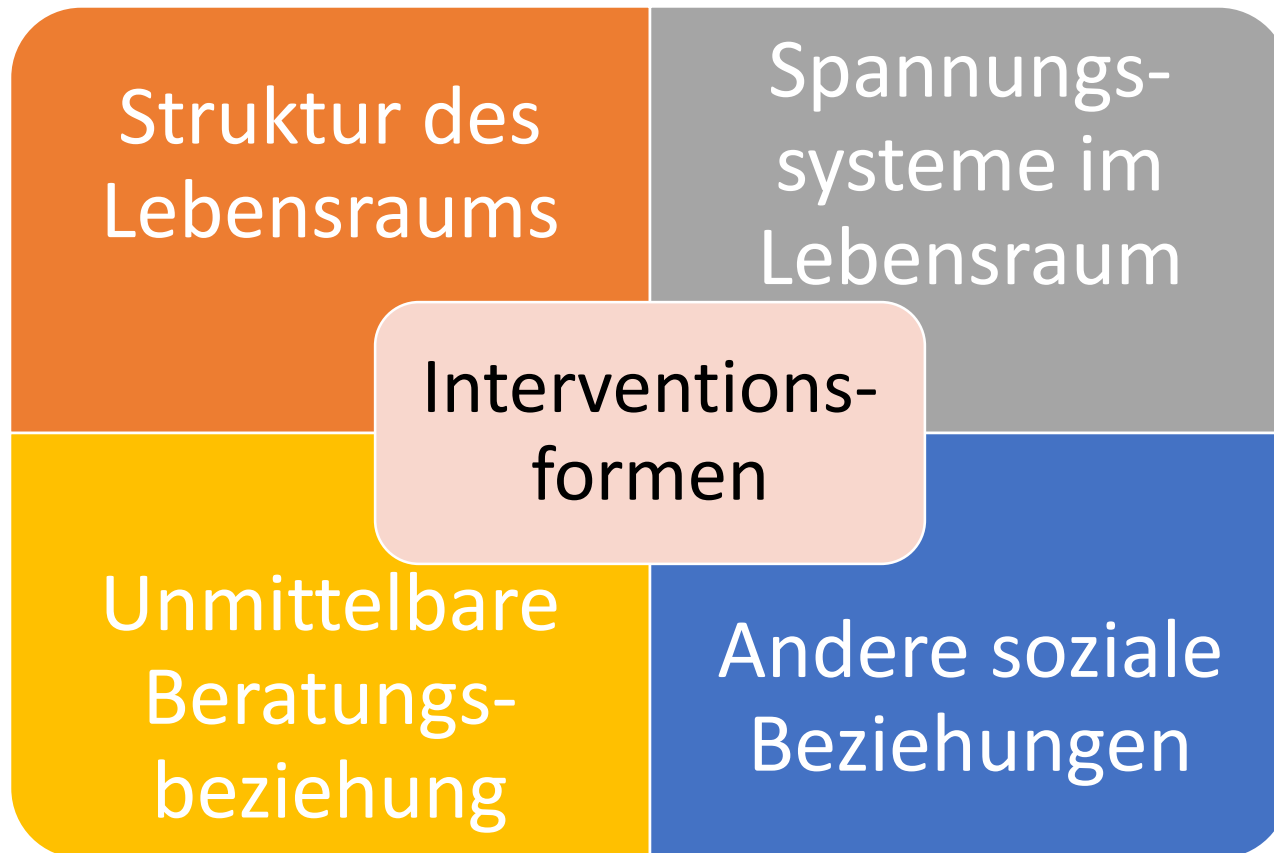 Struktur des
Lebensraums
Spannungs-
systeme im
Lebensraum
Interventions-
formen
Unmittelbare
Beratungs-
beziehung
Andere soziale
Beziehungen